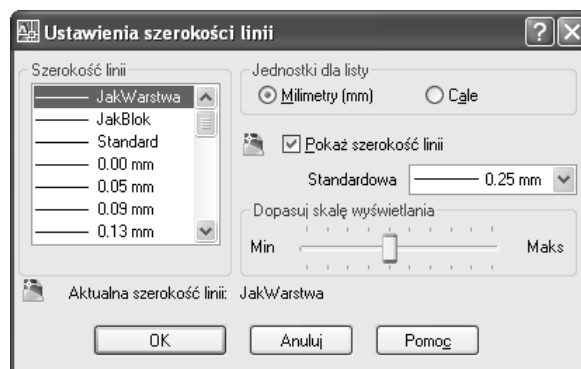 Ustawienia szerokości linii
Szerokość linii
JakWarstwa
JakBlok
Standard
0.00 mm
0.05 mm
0.09 mm
0.13 mm
Jednostki dla listy
Milimetry (mm)
Cale
Pokaż szerokość linii
Standardowa
0.25 mm
Dopasuj skalę wyświetlania
Min
Maks
Aktualna szerokość linii: JakWarstwa
OK
Anuluj
Pomoc